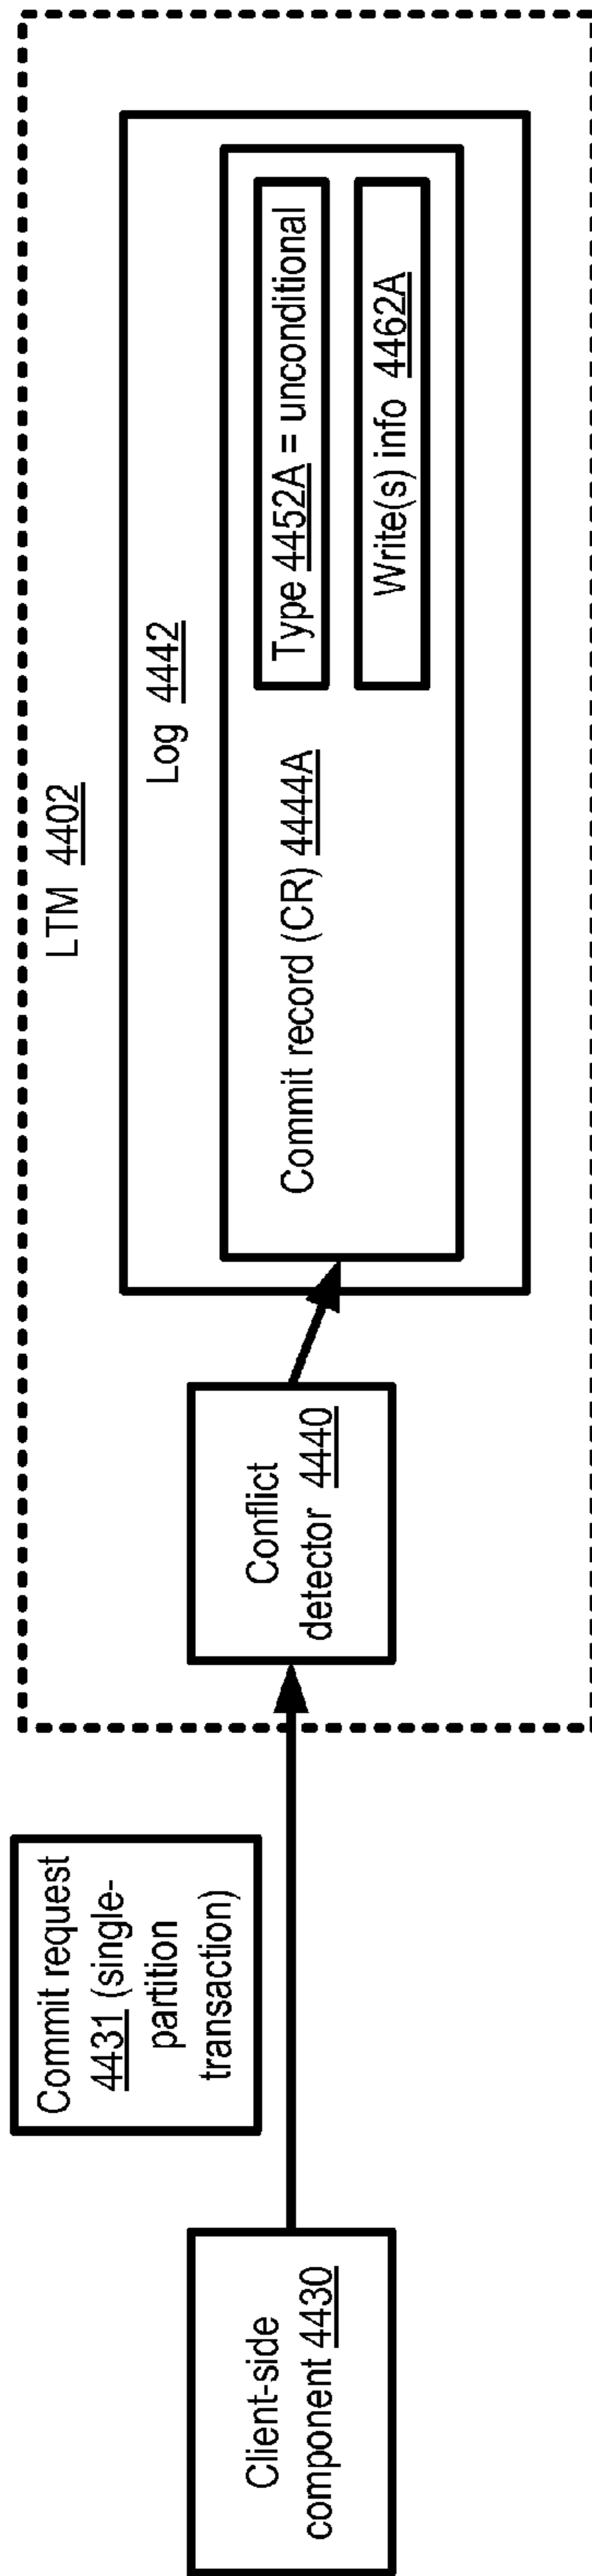 LTM 4402
Log 4442
Commit record (CR) 4444A
Type 4452A = unconditional
Write(s) info 4462A
Conflict
detector 4440
Commit request
4431 (single-
partition
transaction)
Client-side
component 4430